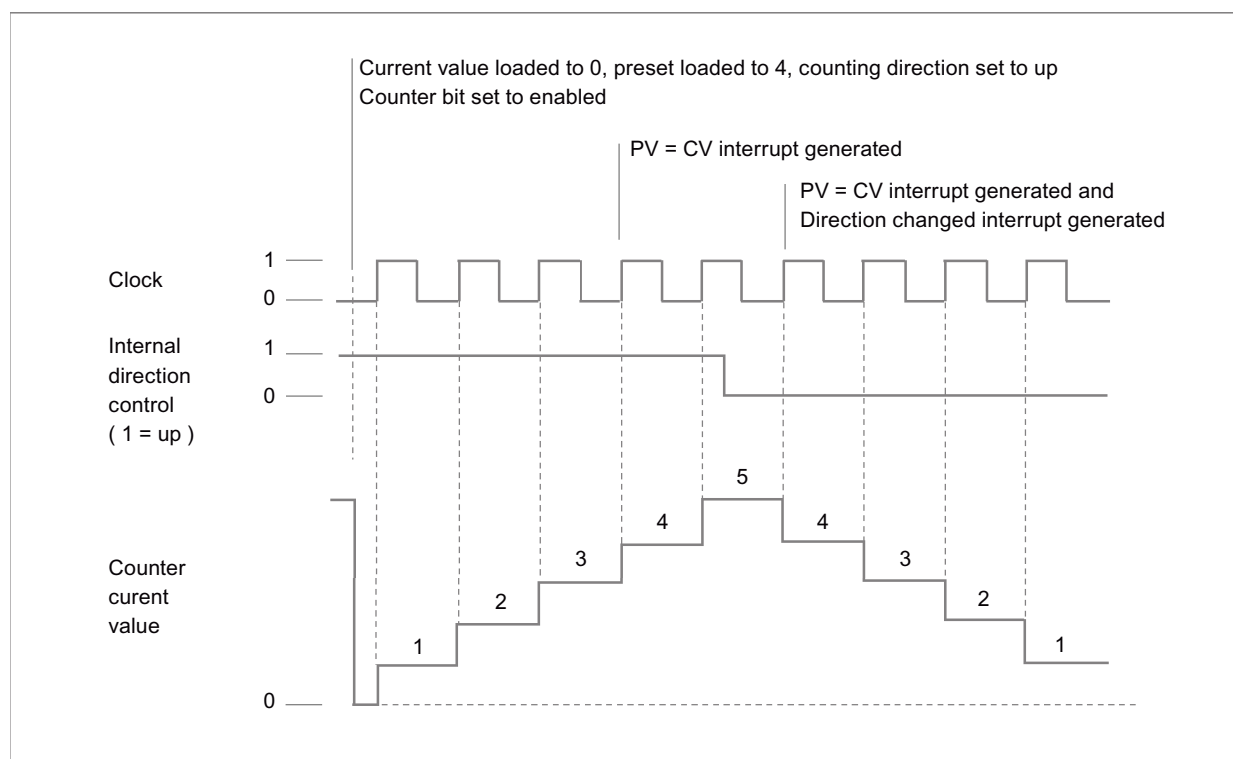 Current value loaded to 0, preset loaded to 4, counting direction set to up
Counter bit set to enabled
PV = CV interrupt generated
PV = CV interrupt generated and
Direction changed interrupt generated
Clock
1
0
Internal
direction
control
( 1 = up )
1
0
Counter
curent
value
0
1
2
3
4
5
4
3
2
1